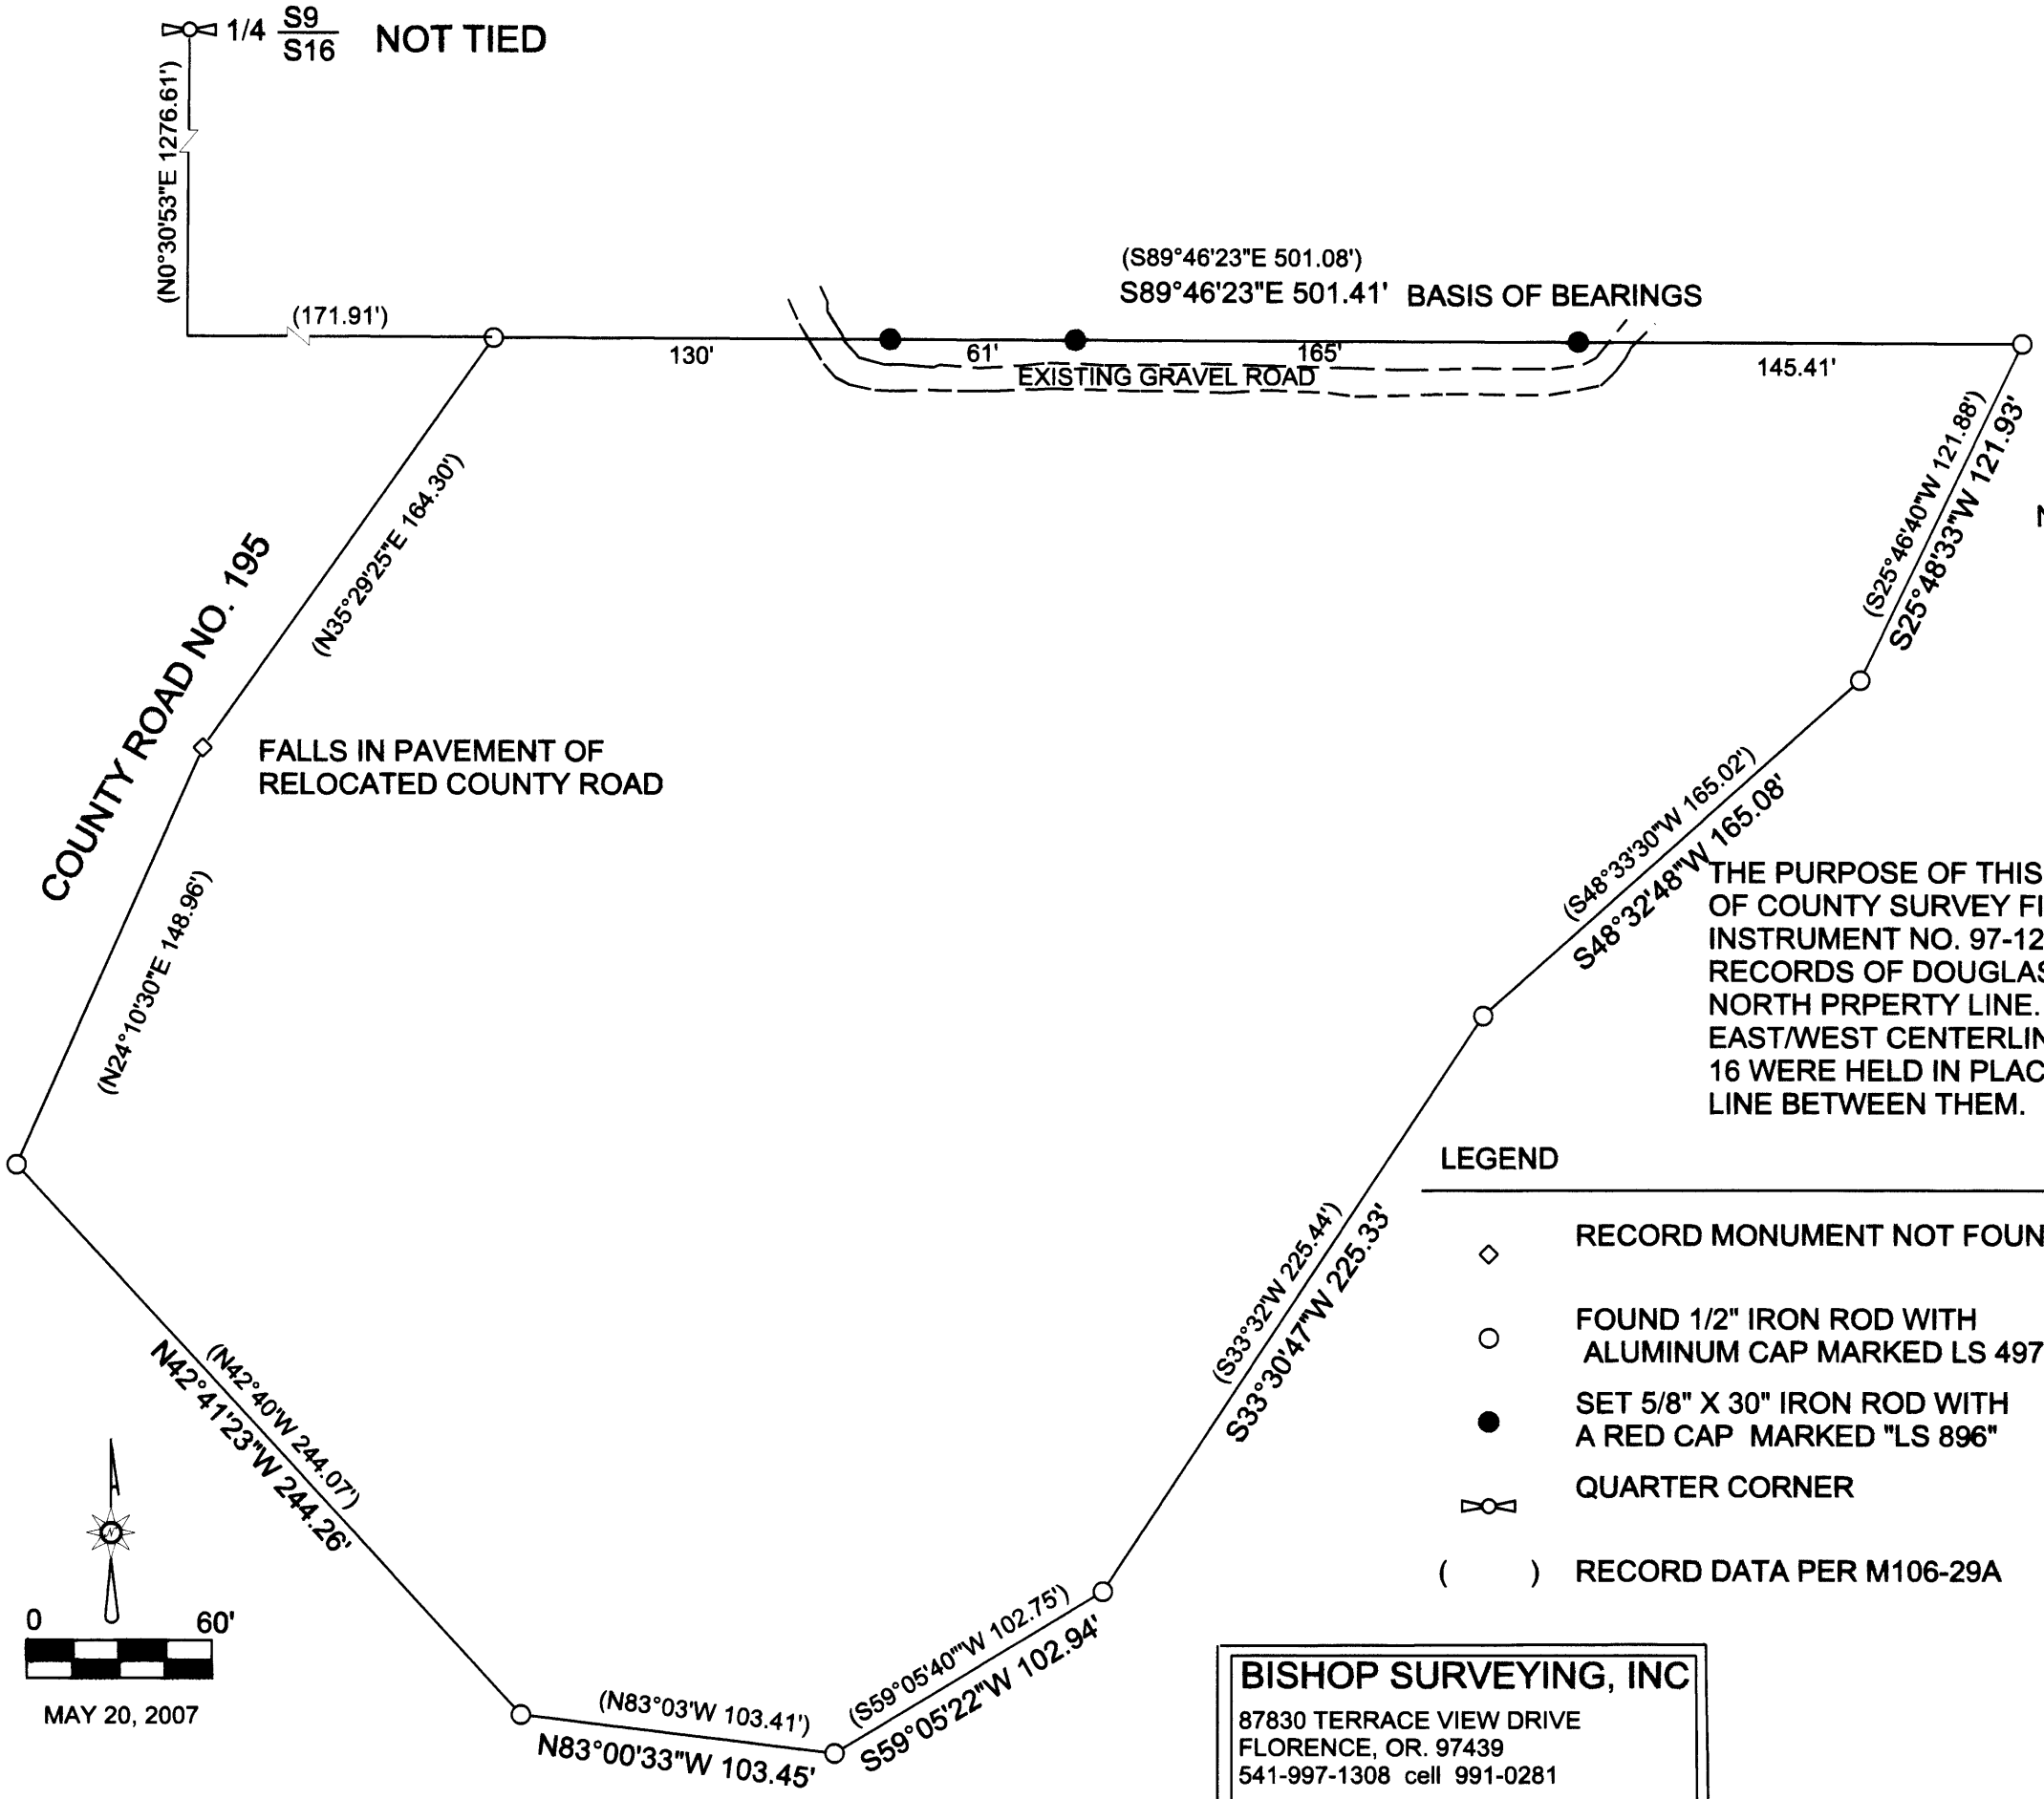 1/4 S9
S16
NOT TIED
(N0°30'53"E 1276.61')
(171.91')
(S89°46'23"E 501.08')
S89°46'23"E 501.41' BASIS OF BEARINGS
130'
61'
165'
145.41'
EXISTING GRAVEL ROAD
(S25°46'40"W 121.88')
S25°48'33"W 121.93'
(N35°29'25"E 164.30')
COUNTY ROAD NO. 195
FALLS IN PAVEMENT OF
RELOCATED COUNTY ROAD
(N24°10'30"E 148.96')
(S48°33'30"W 165.02')
S48°32'48"W 165.08'
THE PURPOSE OF THIS
OF COUNTY SURVEY FI
INSTRUMENT NO. 97-12
RECORDS OF DOUGLAS
NORTH PRPERTY LINE.
EAST/WEST CENTERLIN
16 WERE HELD IN PLAC
LINE BETWEEN THEM.
LEGEND
RECORD MONUMENT NOT FOUN
FOUND 1/2" IRON ROD WITH
ALUMINUM CAP MARKED LS 497
SET 5/8" X 30" IRON ROD WITH
A RED CAP MARKED "LS 896"
QUARTER CORNER
( ) RECORD DATA PER M106-29A
(S33°32'W 225.44')
S33°30'47"W 225.33'
(N42°40'W 244.07')
N42°41'23"W 244.26'
N
0 60'
MAY 20, 2007
(N83°03'W 103.41')
N83°00'33"W 103.45'
(S59°05'40'"W 102.75')
S59°05'22"W 102.94'
BISHOP SURVEYING, INC
87830 TERRACE VIEW DRIVE
FLORENCE, OR. 97439
541-997-1308 cell 991-0281